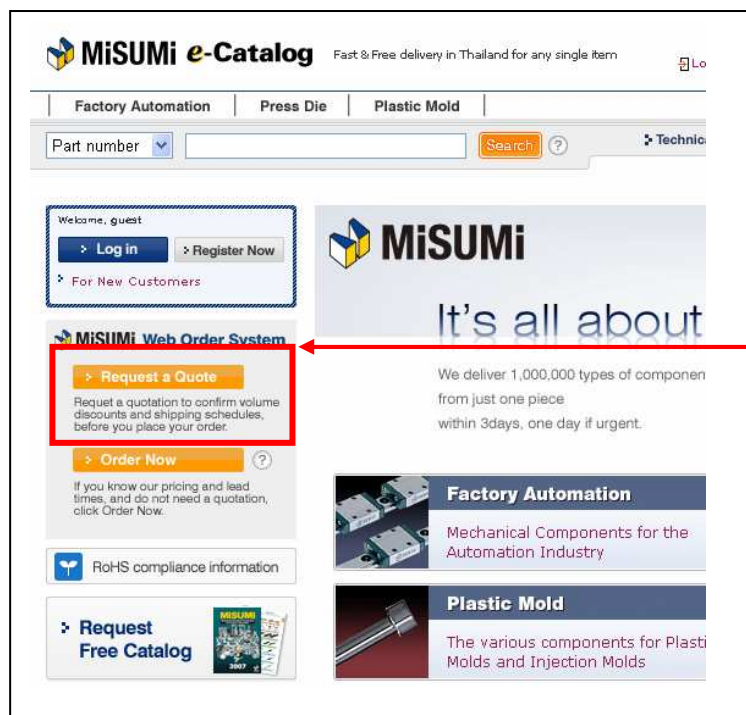 MiSUMi e-Catalog Fast & Free delivery in Thailand for any single item
Factory Automation Press Die Plastic Mold
Part number Search ?
Welcome, guest
Log in Register Now
For New Customers
MiSUMi Web Order System
Request a Quote
Requet a quotation to confirm volume
discounts and shipping schedules,
before you place your order.
Order Now ?
If you know our pricing and lead
times, and do not need a quotation,
click Order Now.
RoHS compliance information
Request
Free Catalog
MISUMI
2007
MiSUMi
It's all about
We deliver 1,000,000 types of componen
from just one piece
within 3days, one day if urgent.
Factory Automation
Mechanical Components for the
Automation Industry
Plastic Mold
The various components for Plasti
Molds and Injection Molds